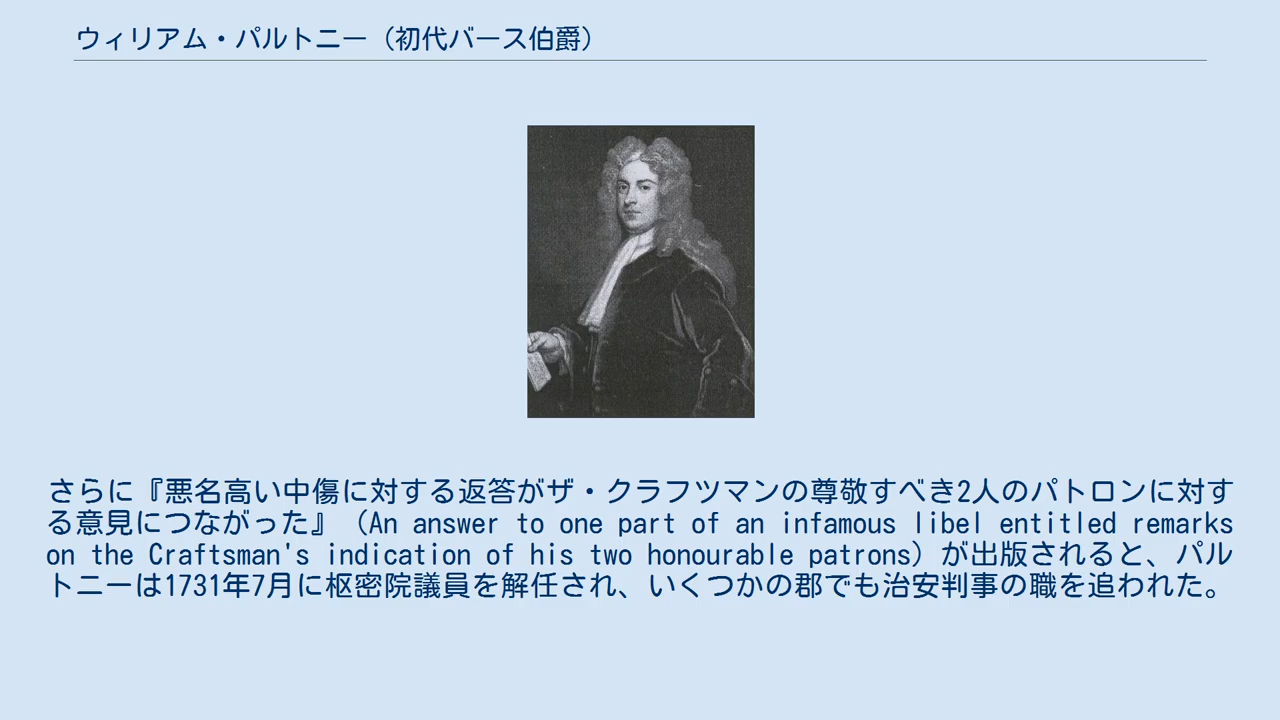 ウィリアム・パルトニー（初代バース伯爵）
さらに『悪名高い中傷に対する返答がザ・クラフツマンの尊敬すべき2人のパトロンに対す
る意見につながった』（An answer to one part of an infamous libel entitled remarks
on the Craftsman's indication of his two honourable patrons）が出版されると、パル
トニーは1731年7月に枢密院議員を解任され、いくつかの郡でも治安判事の職を追われた。